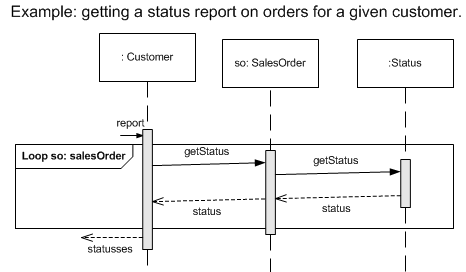 Example: getting a status report on orders for a given customer.
: Customer
so: SalesOrder
:Status
report
Loop so: salesOrder
getStatus
getStatus
status
status
statusses